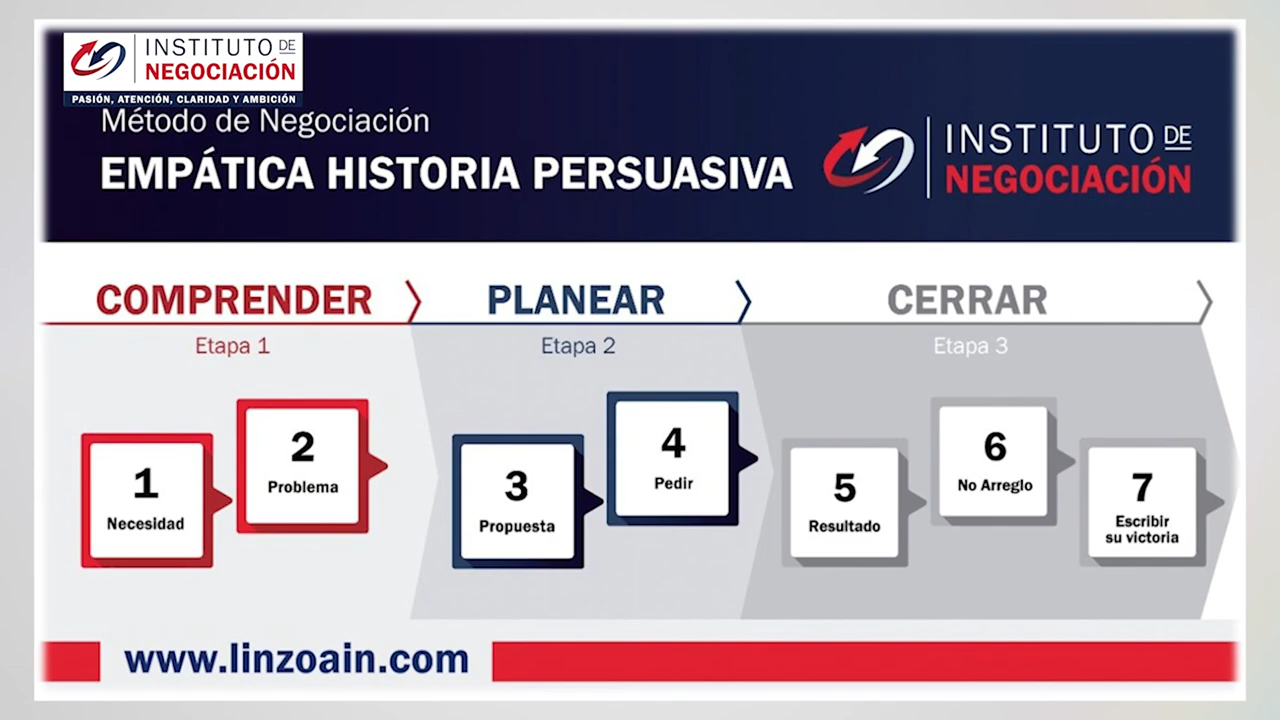 INSTITUTO DE
NEGOCIACIÓN
PASIÓN, ATENCIÓN, CLARIDAD Y AMBICIÓN
Método de Negociación
EMPÁTICA HISTORIA PERSUASIVA
INSTITUTO DE
NEGOCIACIÓN
COMPRENDER
Etapa 1
PLANEAR
Etapa 2
CERRAR
Etapa 3
1
Necesidad
2
Problema
3
Propuesta
4
Pedir
5
Resultado
6
No Arreglo
7
Escribir
su victoria
www.linzoain.com